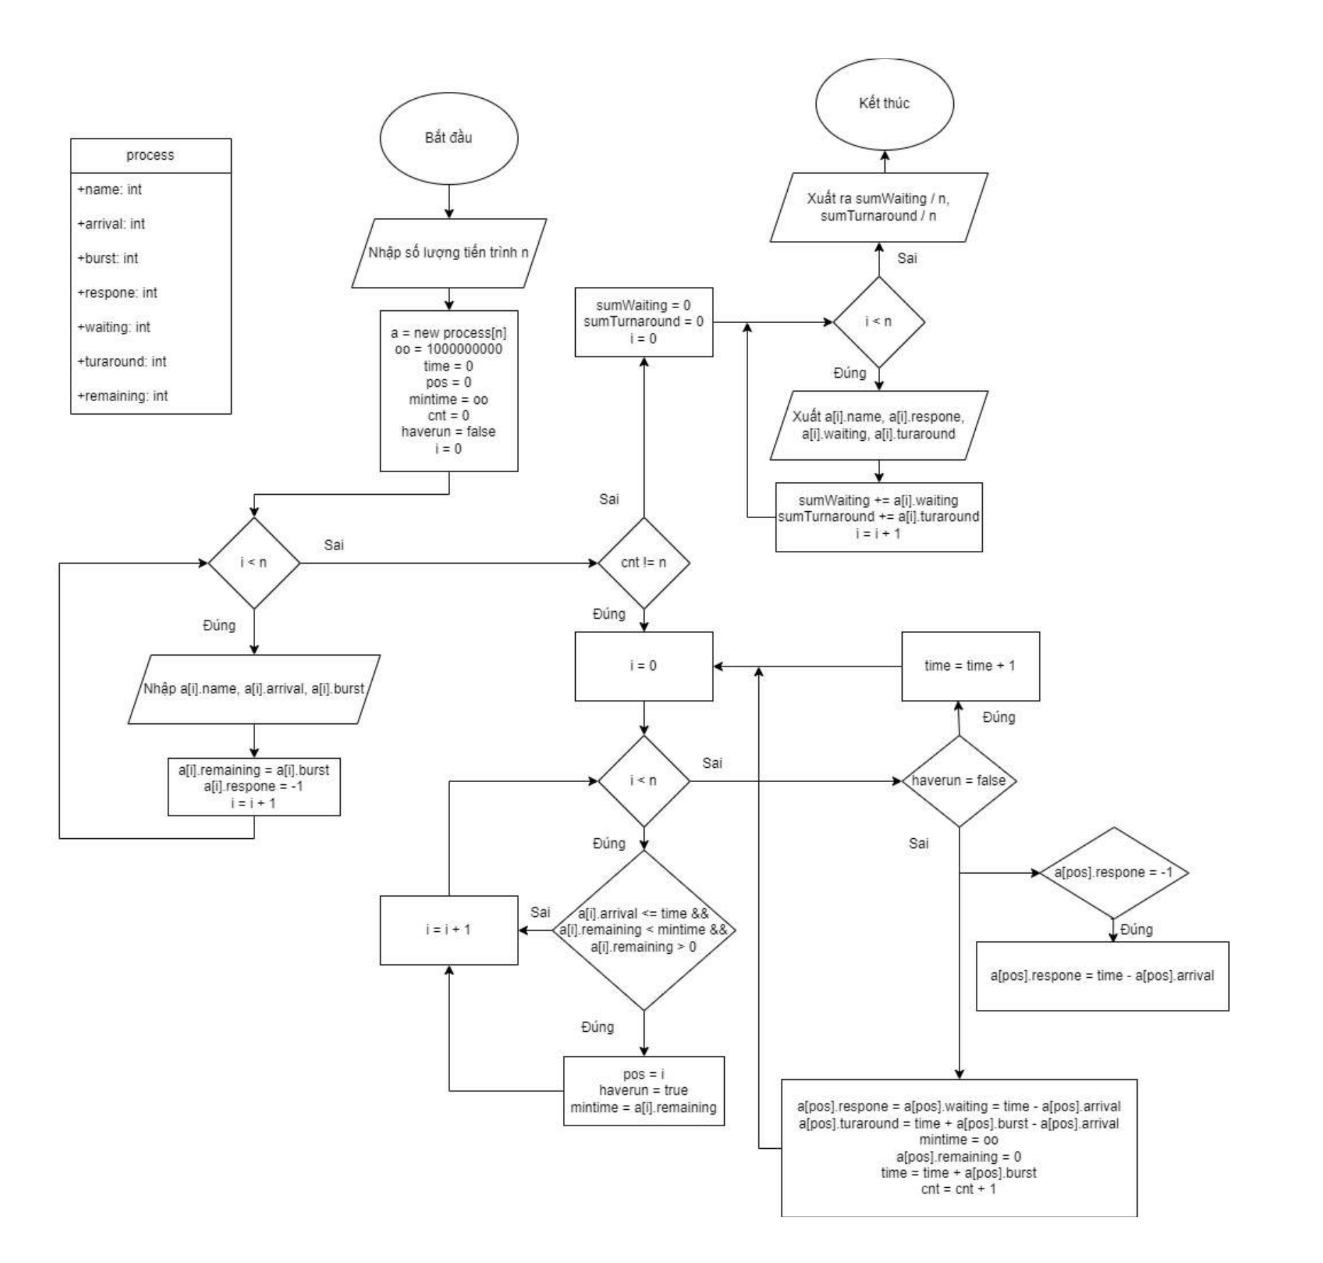 process
+name: int
+arrival: int
+burst: int
+respone: int
+waiting: int
+turaround: int
+remaining: int
Bắt đầu
Nhập số lượng tiến trình n
a = new process[n]
oo = 1000000000
time = 0
pos = 0
mintime = oo
cnt = 0
haverun = false
i = 0
i < n
Sai
Đúng
Nhập a[i].name, a[i].arrival, a[i].burst
a[i].remaining = a[i].burst
a[i].respone = -1
i = i + 1
cnt != n
Sai
Đúng
sumWaiting = 0
sumTurnaround = 0
i = 0
i < n
Sai
Đúng
Xuất ra sumWaiting / n,
sumTurnaround / n
Kết thúc
Xuất a[i].name, a[i].respone,
a[i].waiting, a[i].turaround
sumWaiting += a[i].waiting
sumTurnaround += a[i].turaround
i = i + 1
i = 0
i < n
Sai
Đúng
a[i].arrival <= time &&
a[i].remaining < mintime &&
a[i].remaining > 0
Sai
i = i + 1
Đúng
pos = i
haverun = true
mintime = a[i].remaining
time = time + 1
Đúng
haverun = false
Sai
a[pos].respone = -1
Đúng
a[pos].respone = time - a[pos].arrival
a[pos].respone = a[pos].waiting = time - a[pos].arrival
a[pos].turaround = time + a[pos].burst - a[pos].arrival
mintime = oo
a[pos].remaining = 0
time = time + a[pos].burst
cnt = cnt + 1